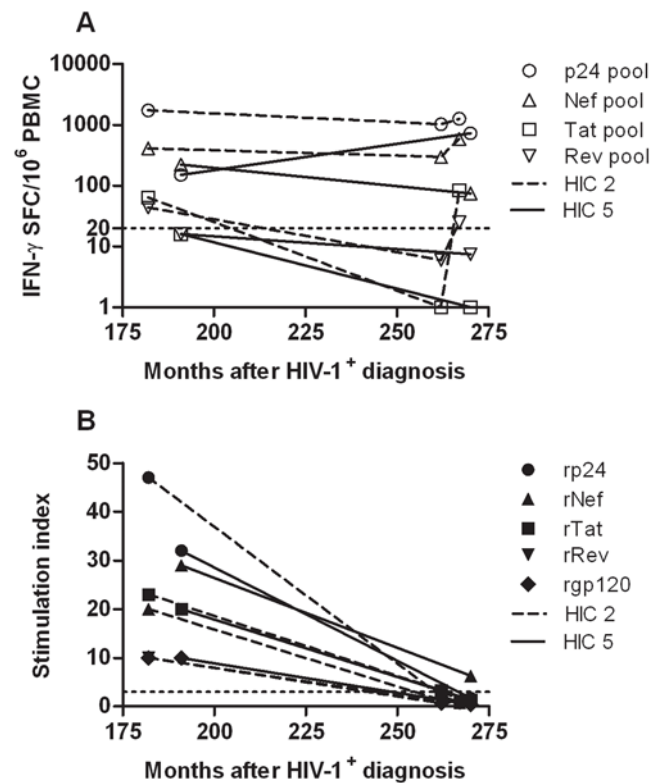 A
IFN-γ SFC/10⁶ PBMC
10000
1000
100
20
10
1
175
200
225
250
275
Months after HIV-1⁺ diagnosis
p24 pool
Nef pool
Tat pool
Rev pool
HIC 2
HIC 5
B
Stimulation index
50
40
30
20
10
0
175
200
225
250
275
Months after HIV-1⁺ diagnosis
rp24
rNef
rTat
rRev
rgp120
HIC 2
HIC 5